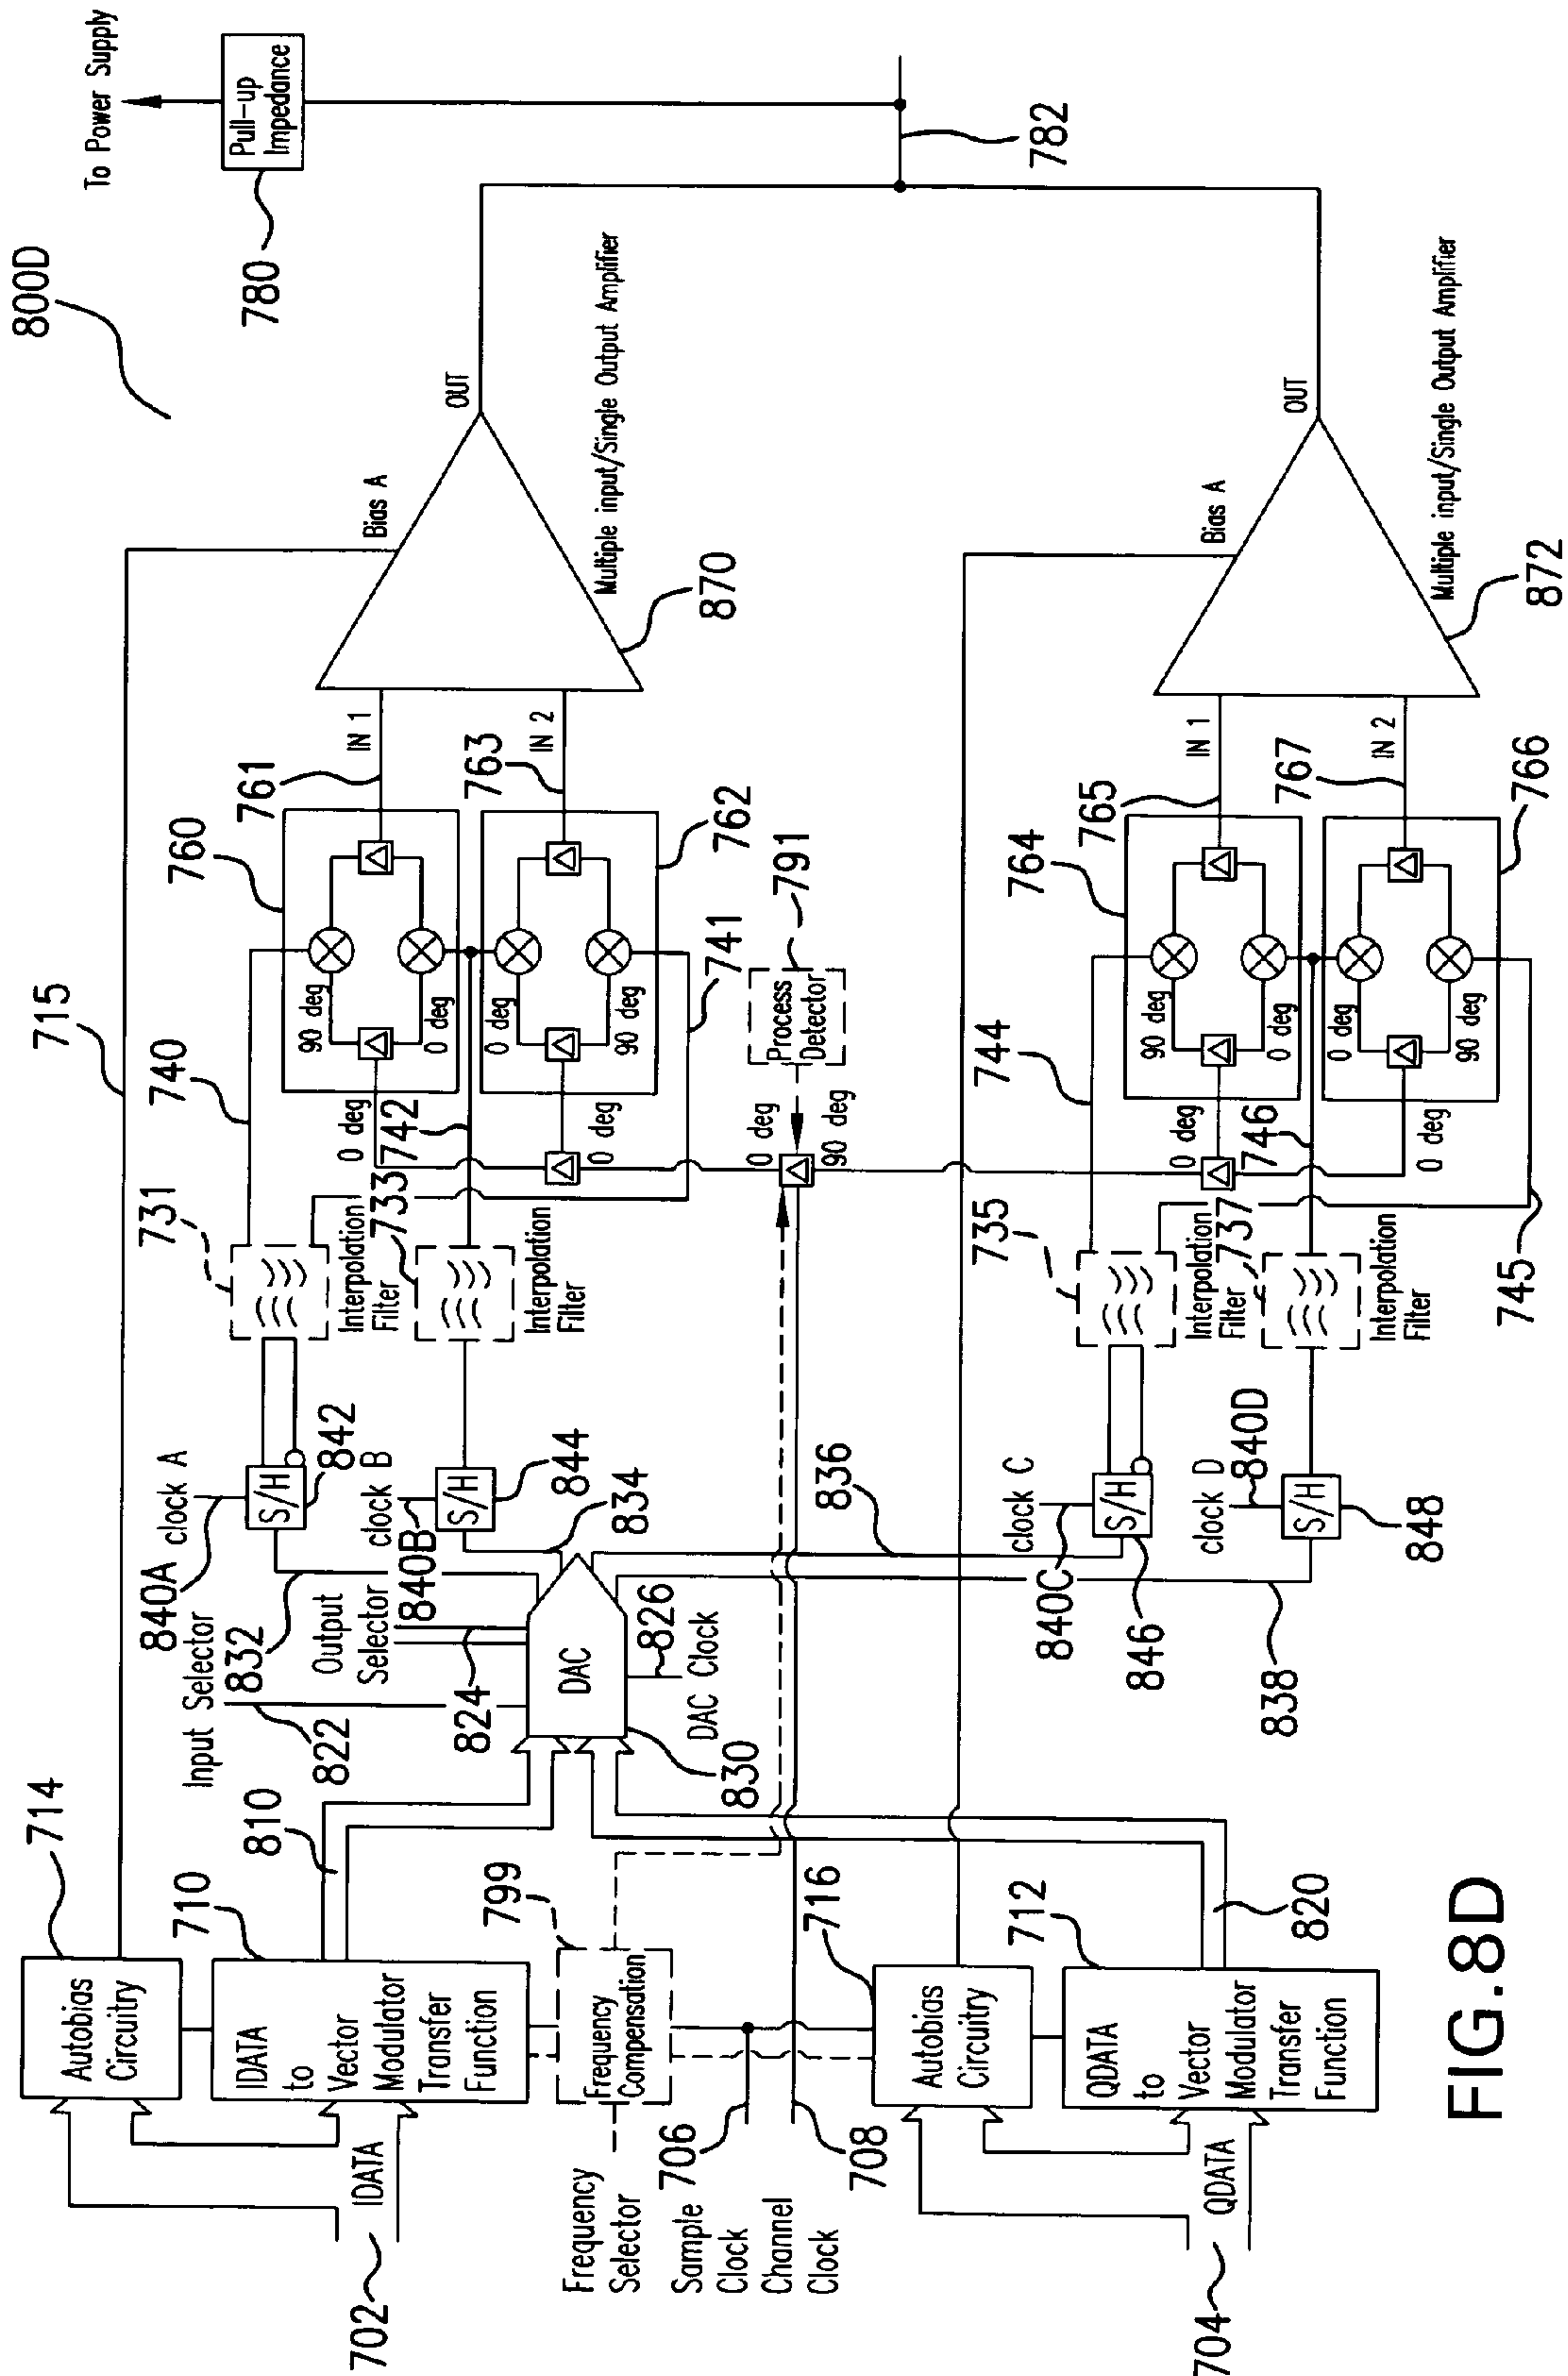 800D
To Power Supply
Pull-up
Impedance
780
782
714
Autobias
Circuitry
715
710
IDATA
to
Vector
Modulator
Transfer
Function
IDATA
702
810
Input Selector
822
832
Output
Selector
824
840A
clock A
S/H
842
clock B
840B
S/H
844
834
DAC
826
DAC Clock
830
731
Interpolation
Filter
733
Interpolation
Filter
740
742
741
0 deg
0 deg
760
90 deg
0 deg
0 deg
90 deg
762
761
IN 1
763
IN 2
Bias A
OUT
Multiple input/Single Output Amplifier
870
799
Frequency
Compensation
Frequency
Selector
706
Sample
Clock
Channel
Clock
708
791
Process
Detector
0 deg
90 deg
716
Autobias
Circuitry
712
QDATA
to
Vector
Modulator
Transfer
Function
QDATA
704
820
836
clock C
840C
S/H
846
clock D
840D
S/H
848
838
735
Interpolation
Filter
737
Interpolation
Filter
744
746
745
0 deg
0 deg
764
90 deg
0 deg
0 deg
90 deg
766
765
IN 1
767
IN 2
Bias A
OUT
Multiple input/Single Output Amplifier
872
FIG.8D